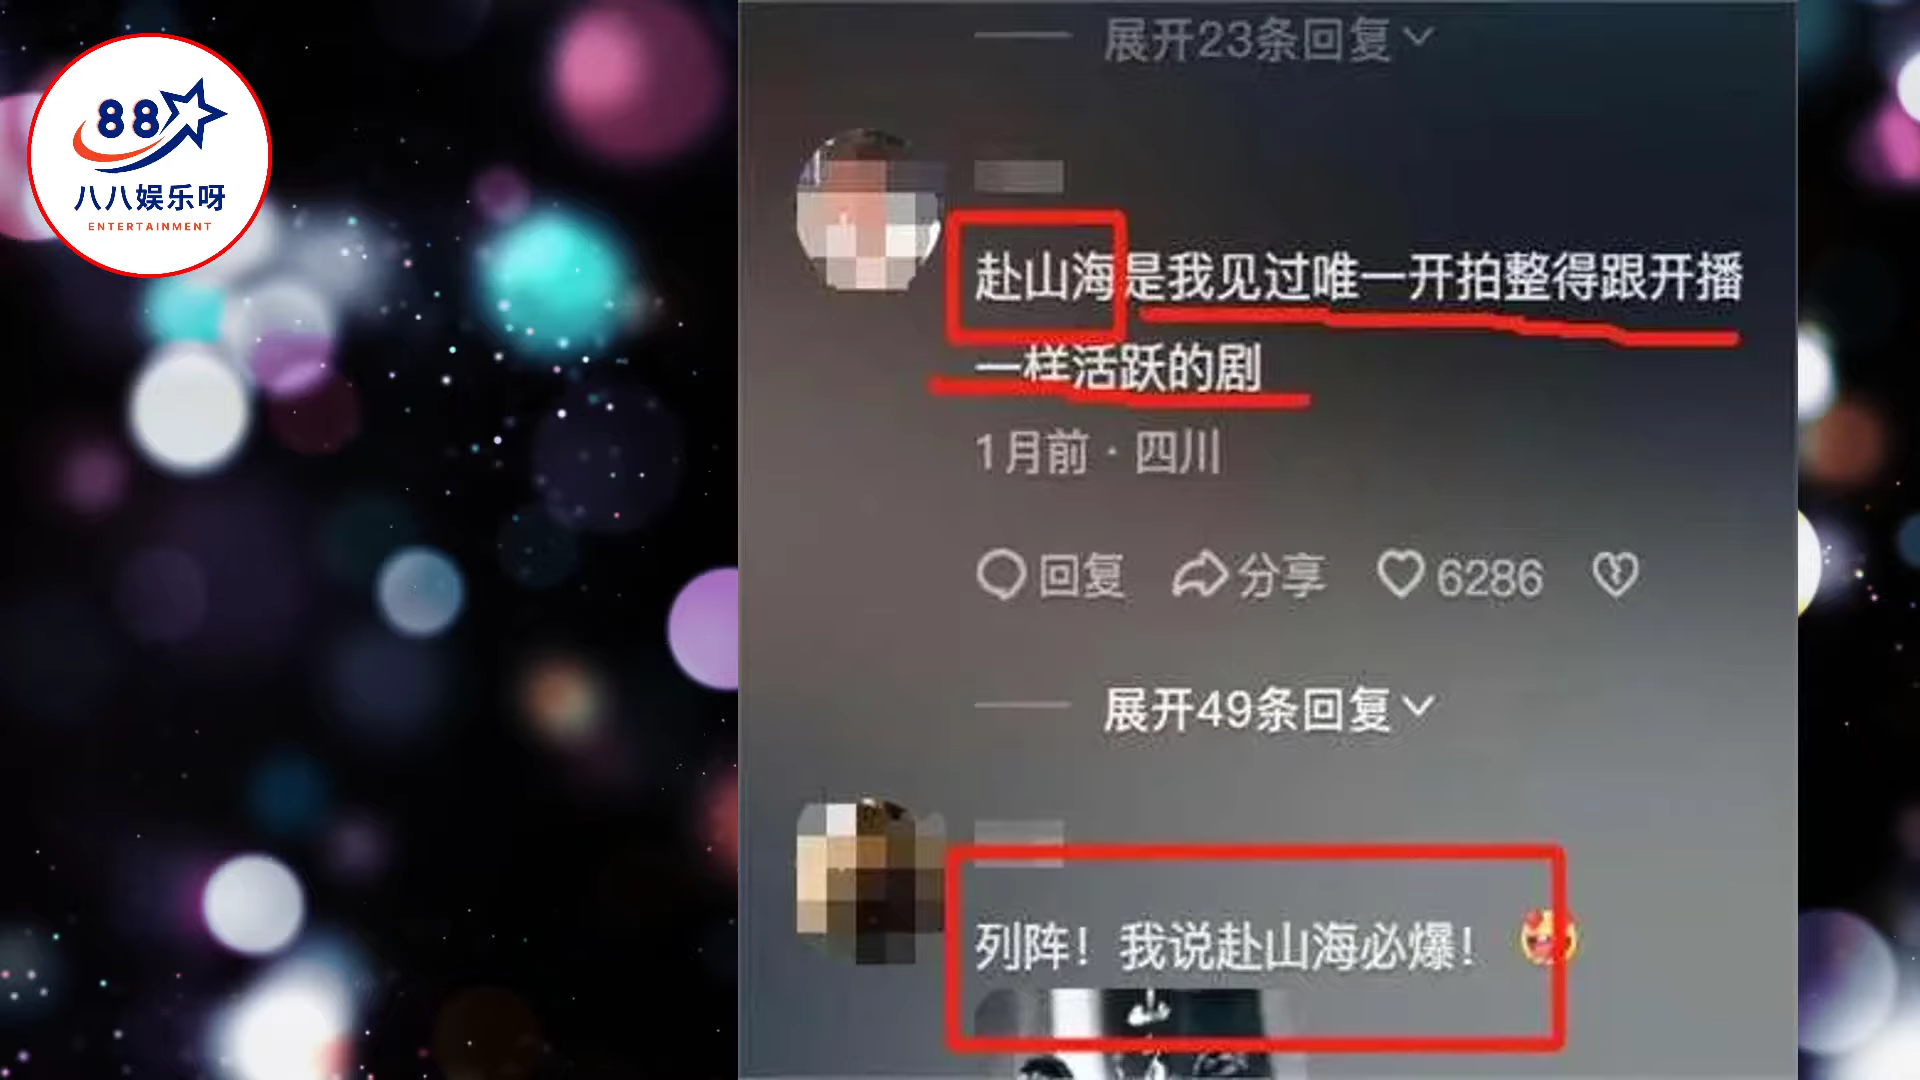 88
八八娱乐呀
ENTERTAINMENT
展开23条回复
赴山海是我见过唯一开拍整得跟开播
一样活跃的剧
1月前 · 四川
回复 分享 6286
展开49条回复
列阵！我说赴山海必爆！
山